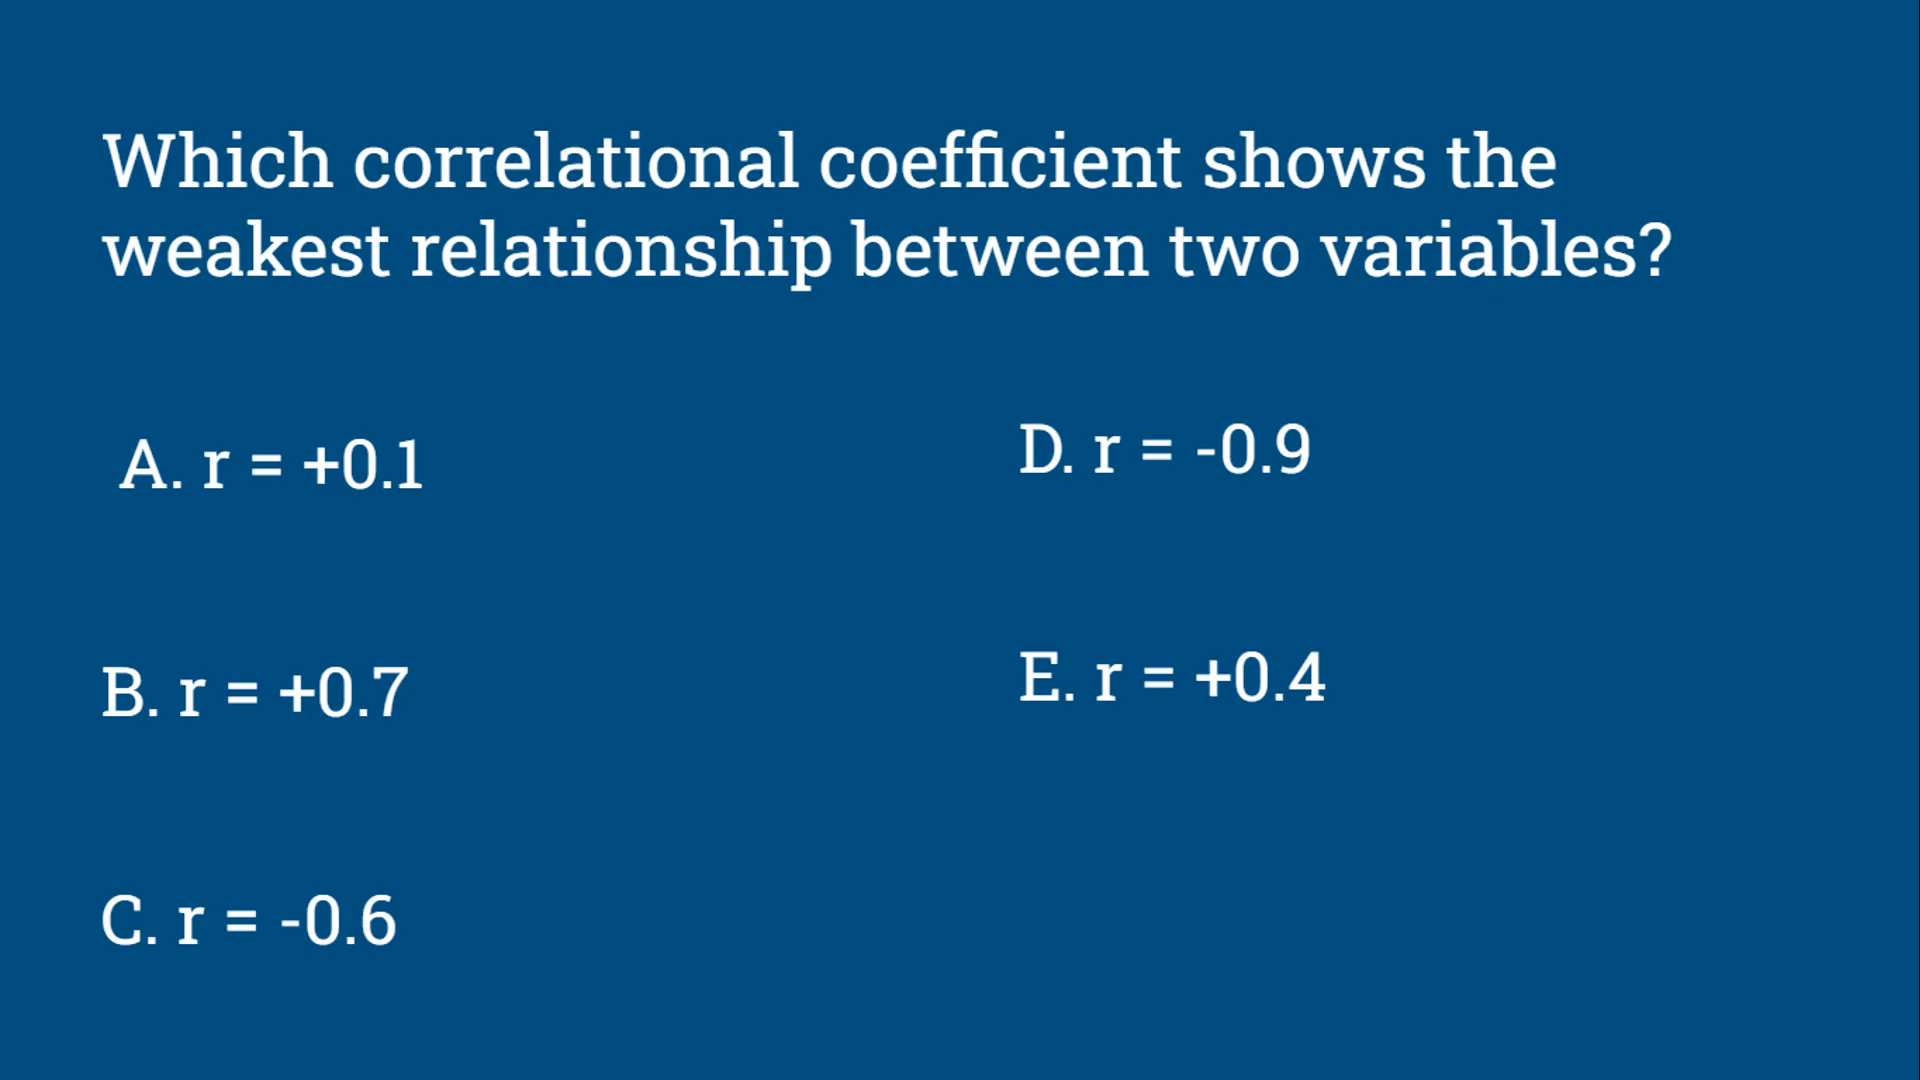 Which correlational coefficient shows the
weakest relationship between two variables?
A. r = +0.1
B. r = +0.7
C. r = -0.6
D. r = -0.9
E. r = +0.4